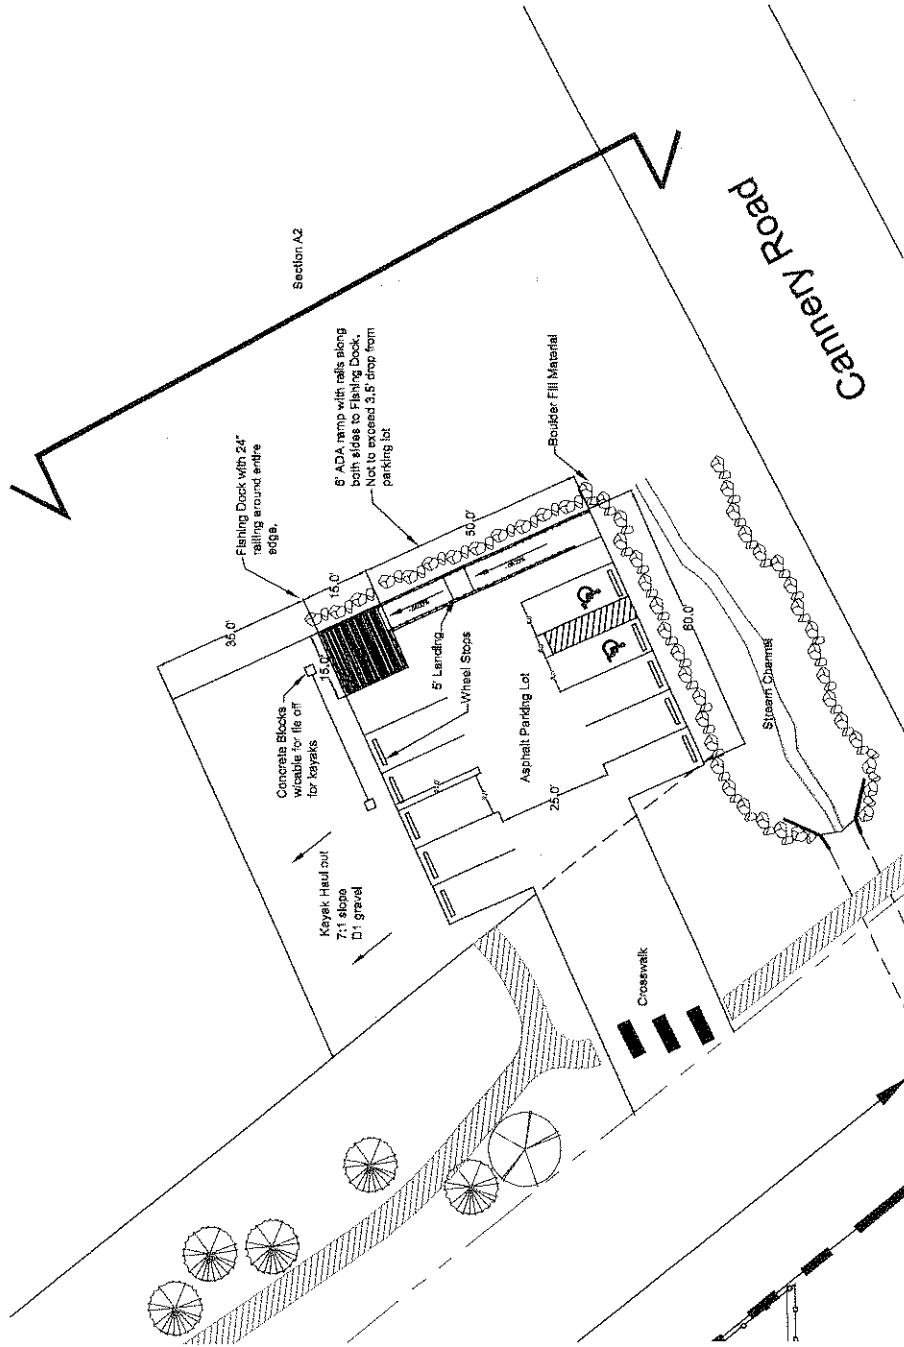 Section A2
Cannery Road
Fishing Dock with 24"
railing around entire
edge.
6' ADA ramp with rails along
both sides to Fishing Dock.
Not to exceed 3.5' drop from
parking lot
Boulder Fill Material
35.0'
15.0'
50.0'
15.0'
Concrete Blocks
w/cable for tie off
for kayaks
5' Landing
Wheel Stops
Kayak Haul out
7:1 slope
D1 gravel
Asphalt Parking Lot
25.0'
60.0'
Stream Channel
Crosswalk